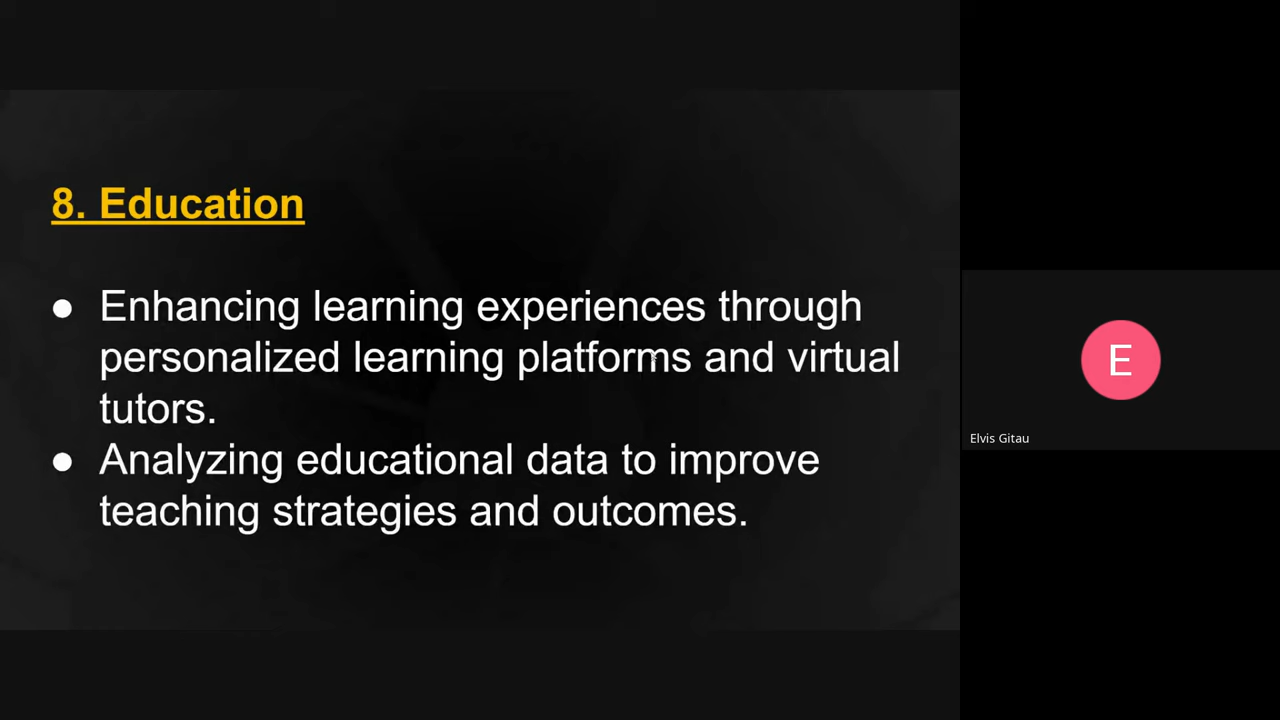 8. Education
● Enhancing learning experiences through
personalized learning platforms and virtual
tutors.
● Analyzing educational data to improve
teaching strategies and outcomes.
E
Elvis Gitau